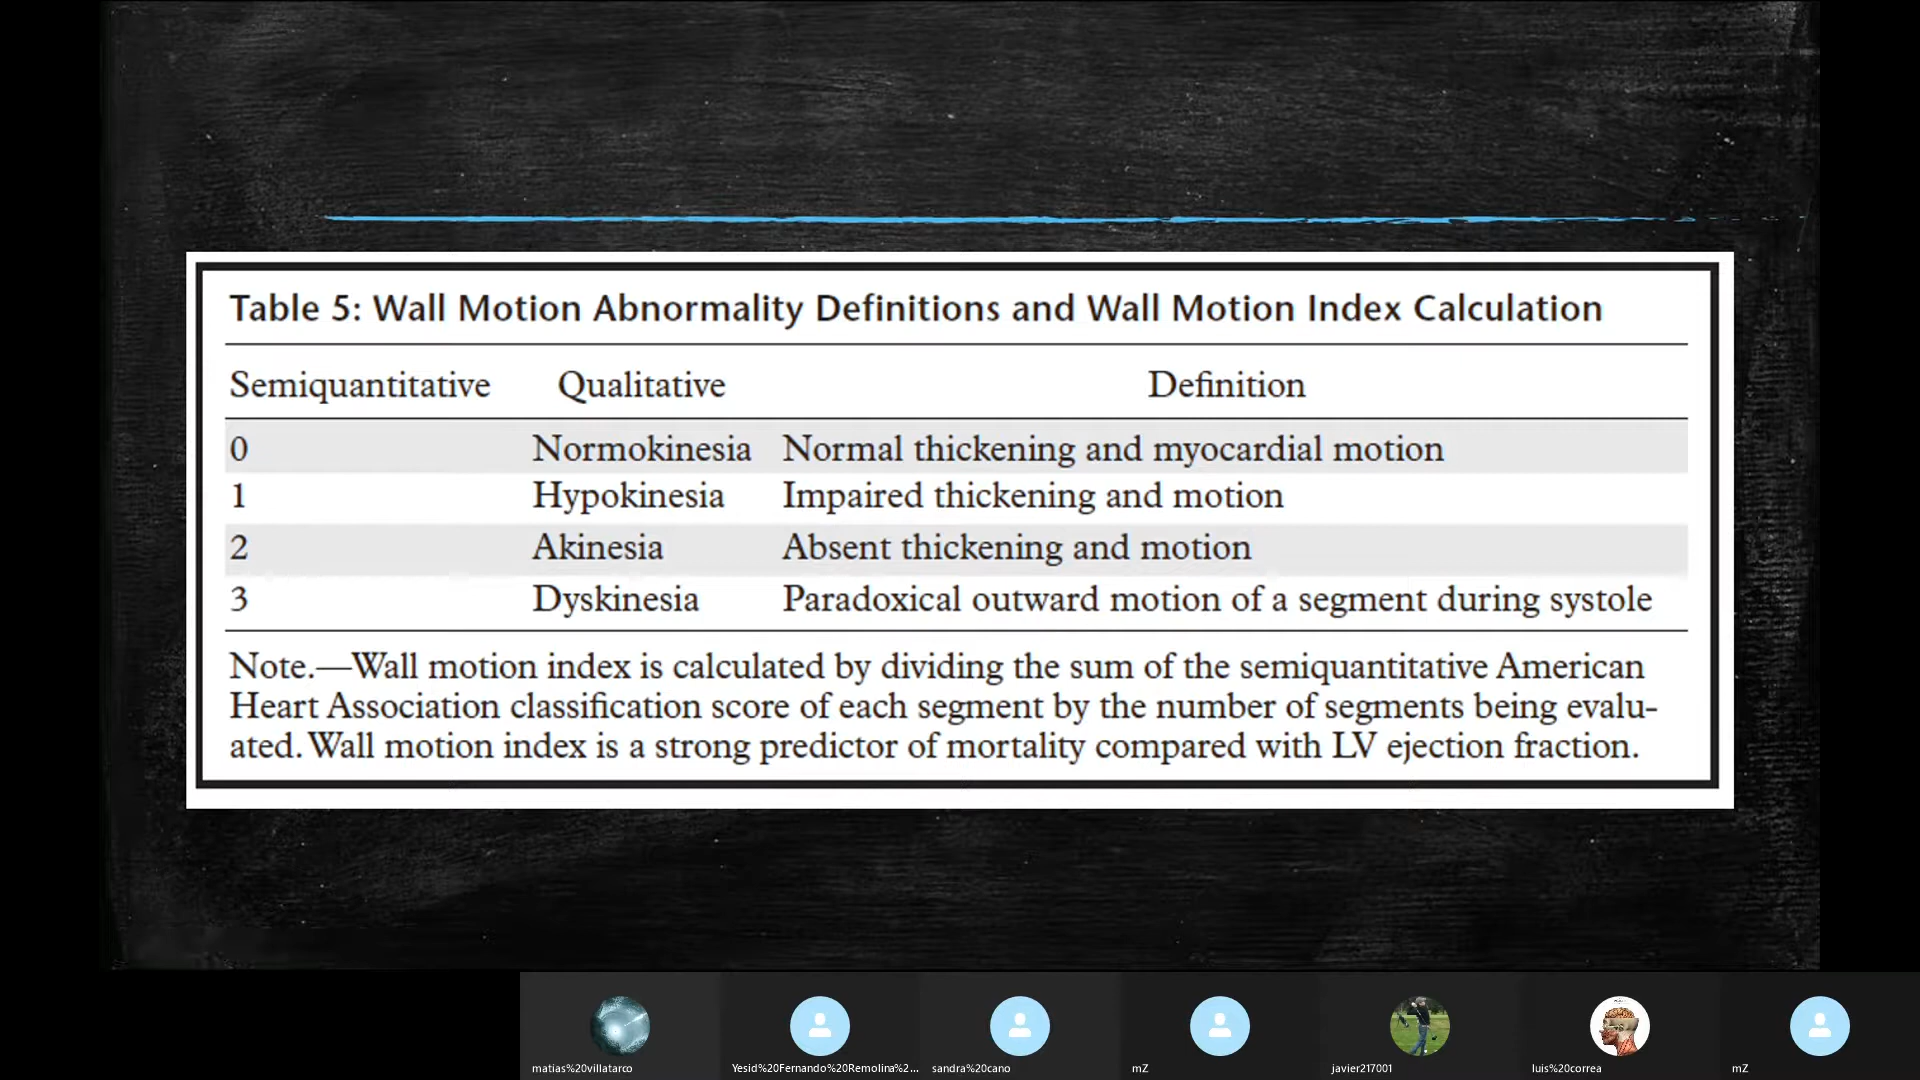 Table 5: Wall Motion Abnormality Definitions and Wall Motion Index Calculation
Semiquantitative Qualitative Definition
0 Normokinesia Normal thickening and myocardial motion
1 Hypokinesia Impaired thickening and motion
2 Akinesia Absent thickening and motion
3 Dyskinesia Paradoxical outward motion of a segment during systole
Note.—Wall motion index is calculated by dividing the sum of the semiquantitative American
Heart Association classification score of each segment by the number of segments being evalu-
ated. Wall motion index is a strong predictor of mortality compared with LV ejection fraction.
matias%20villatarco Yesid%20Fernando%20Remolina%2... sandra%20cano mZ javier217001 luis%20correa mZ